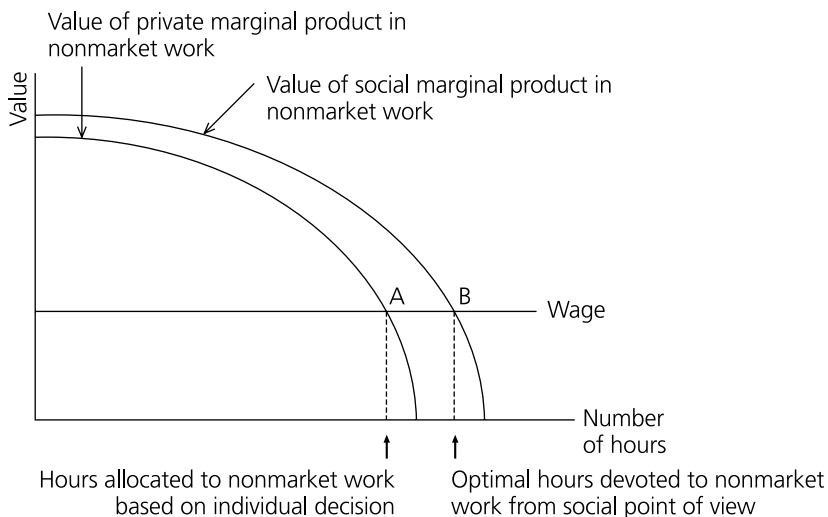 Value of private marginal product in
nonmarket work
Value
Value of social marginal product in
nonmarket work
A
B
Wage
Number
of hours
Hours allocated to nonmarket work
based on individual decision
Optimal hours devoted to nonmarket
work from social point of view